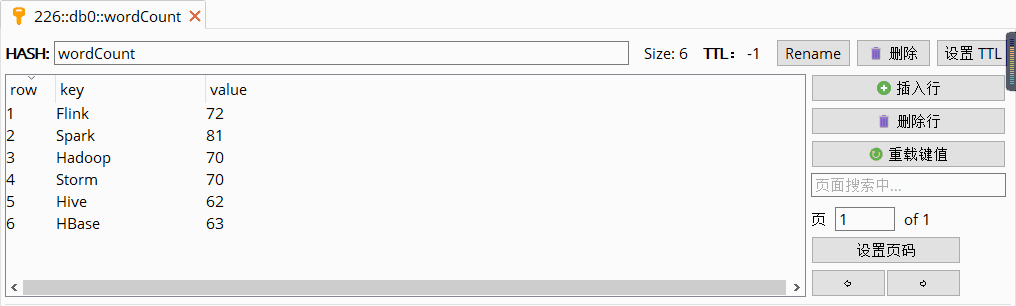 226::db0::wordCount
HASH: wordCount Size: 6 TTL: -1 Rename 删除 设置 TTL
row key value
1 Flink 72
2 Spark 81
3 Hadoop 70
4 Storm 70
5 Hive 62
6 HBase 63
插入行
删除行
重载键值
页面搜索中...
页 1 of 1
设置页码